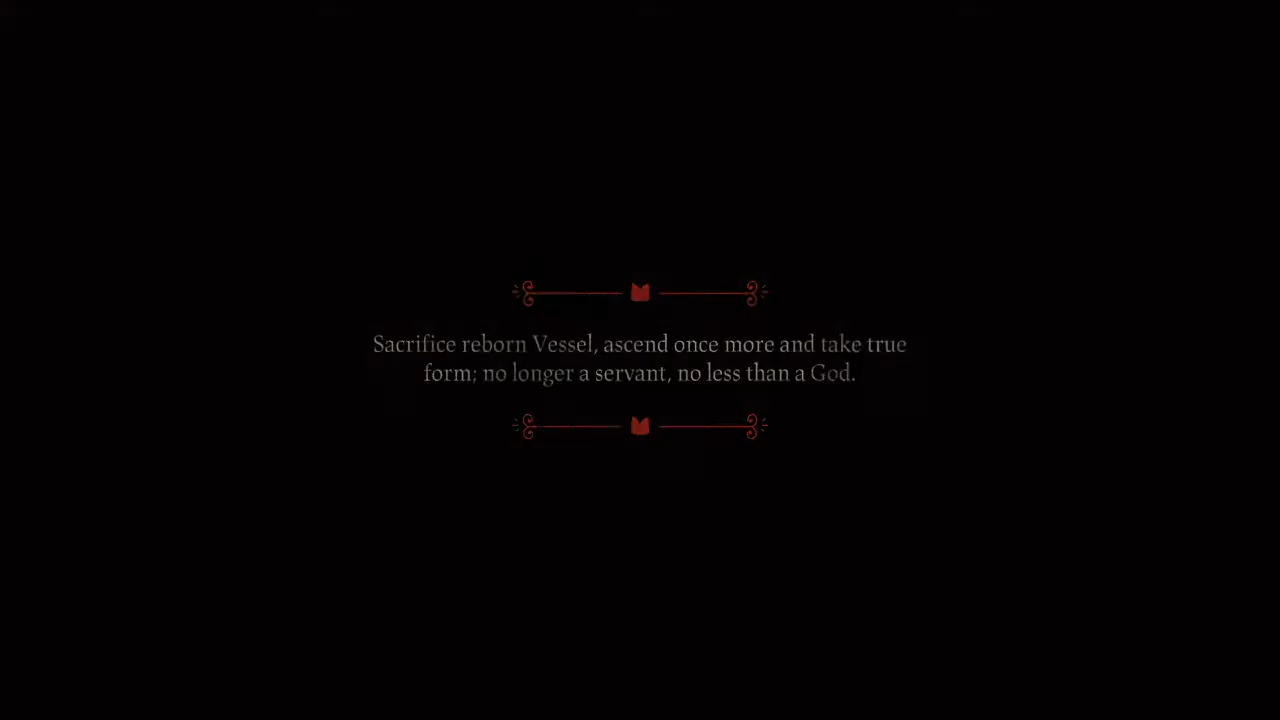 Sacrifice reborn Vessel, ascend once more and take true
form; no longer a servant, no less than a God.